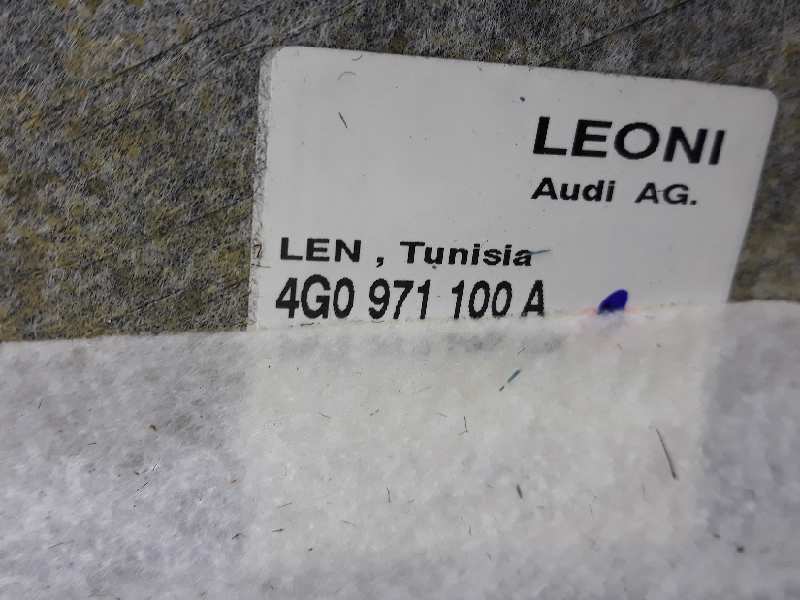 LEONI
Audi AG.
LEN , Tunisia
4G0 971 100 A